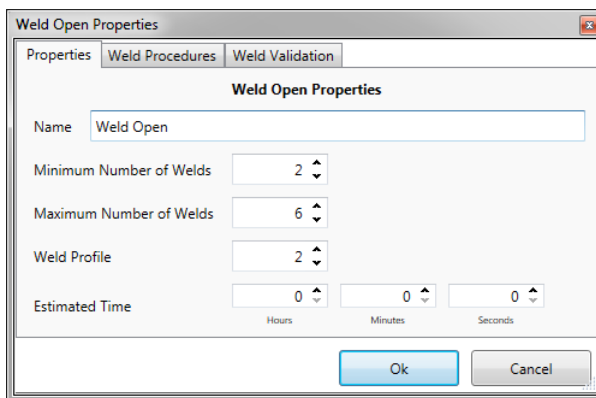 Weld Open Properties
Properties Weld Procedures Weld Validation
Weld Open Properties
Name Weld Open
Minimum Number of Welds 2
Maximum Number of Welds 6
Weld Profile 2
Estimated Time 0 0 0
Hours Minutes Seconds
Ok Cancel